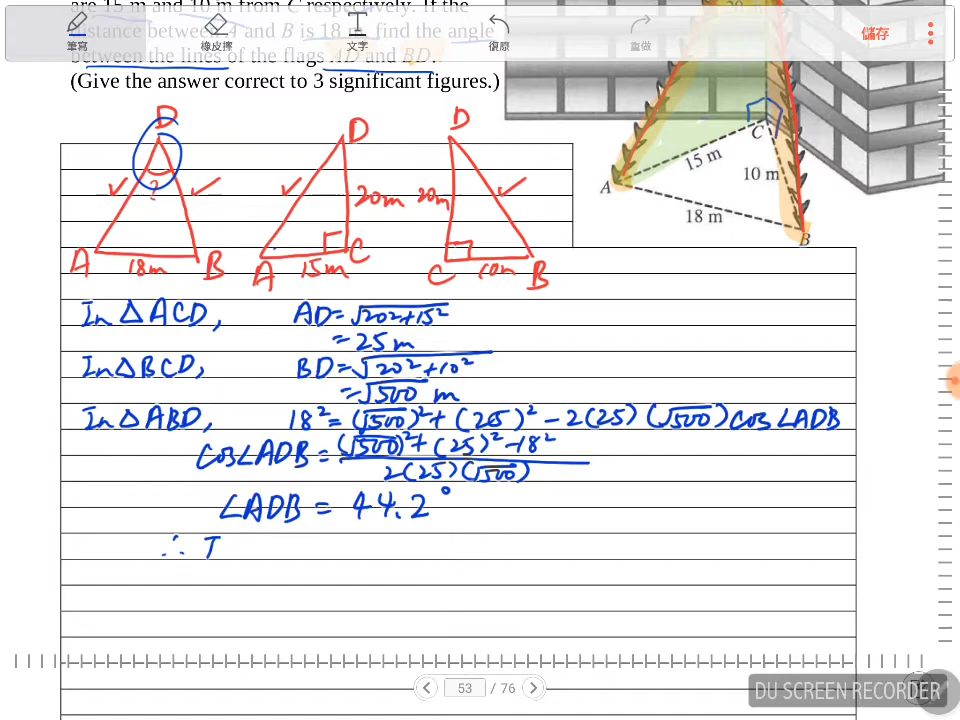 are 15 m and 10 m from C respectively. If the
distance between A and B is 18 m, find the angle
between the lines of the flags AD and BD.
(Give the answer correct to 3 significant figures.)
筆寫
橡皮擦
文字
復原
重做
儲存
20 m
C
15 m
10 m
A
18 m
B
D
?
A 18m B
D
20m
A 15m C
D
20m
C 10m B
In △ACD, AD = √20²+15²
= 25 m
In △BCD, BD = √20²+10²
= √500 m
In △ABD, 18² = (√500)² + (25)² - 2(25)(√500) cos∠ADB
cos∠ADB = (√500)² + (25)² - 18²
2(25)(√500)
∠ADB = 44.2°
∴ T
53 / 76
DU SCREEN RECORDER